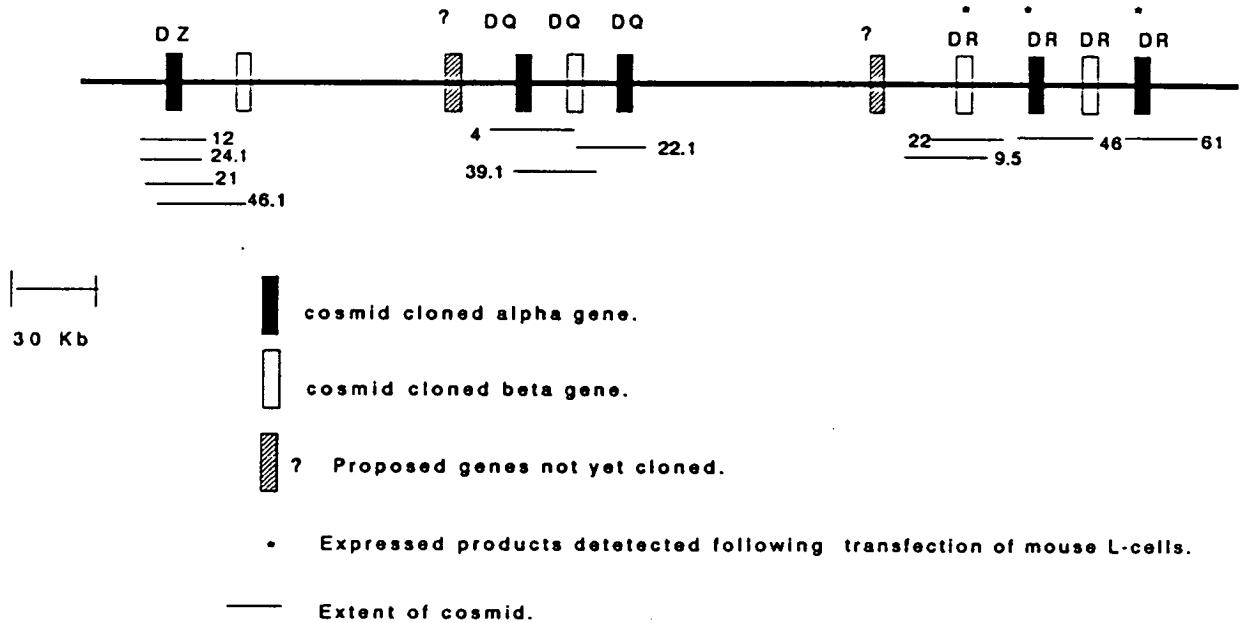 ? DQ DQ DQ * * *
DZ ? DR DR DR DR
12
24.1
21
46.1
4
22.1
39.1
22
9.5
46
61
30 Kb
cosmid cloned alpha gene.
cosmid cloned beta gene.
? Proposed genes not yet cloned.
* Expressed products detetected following transfection of mouse L-cells.
Extent of cosmid.